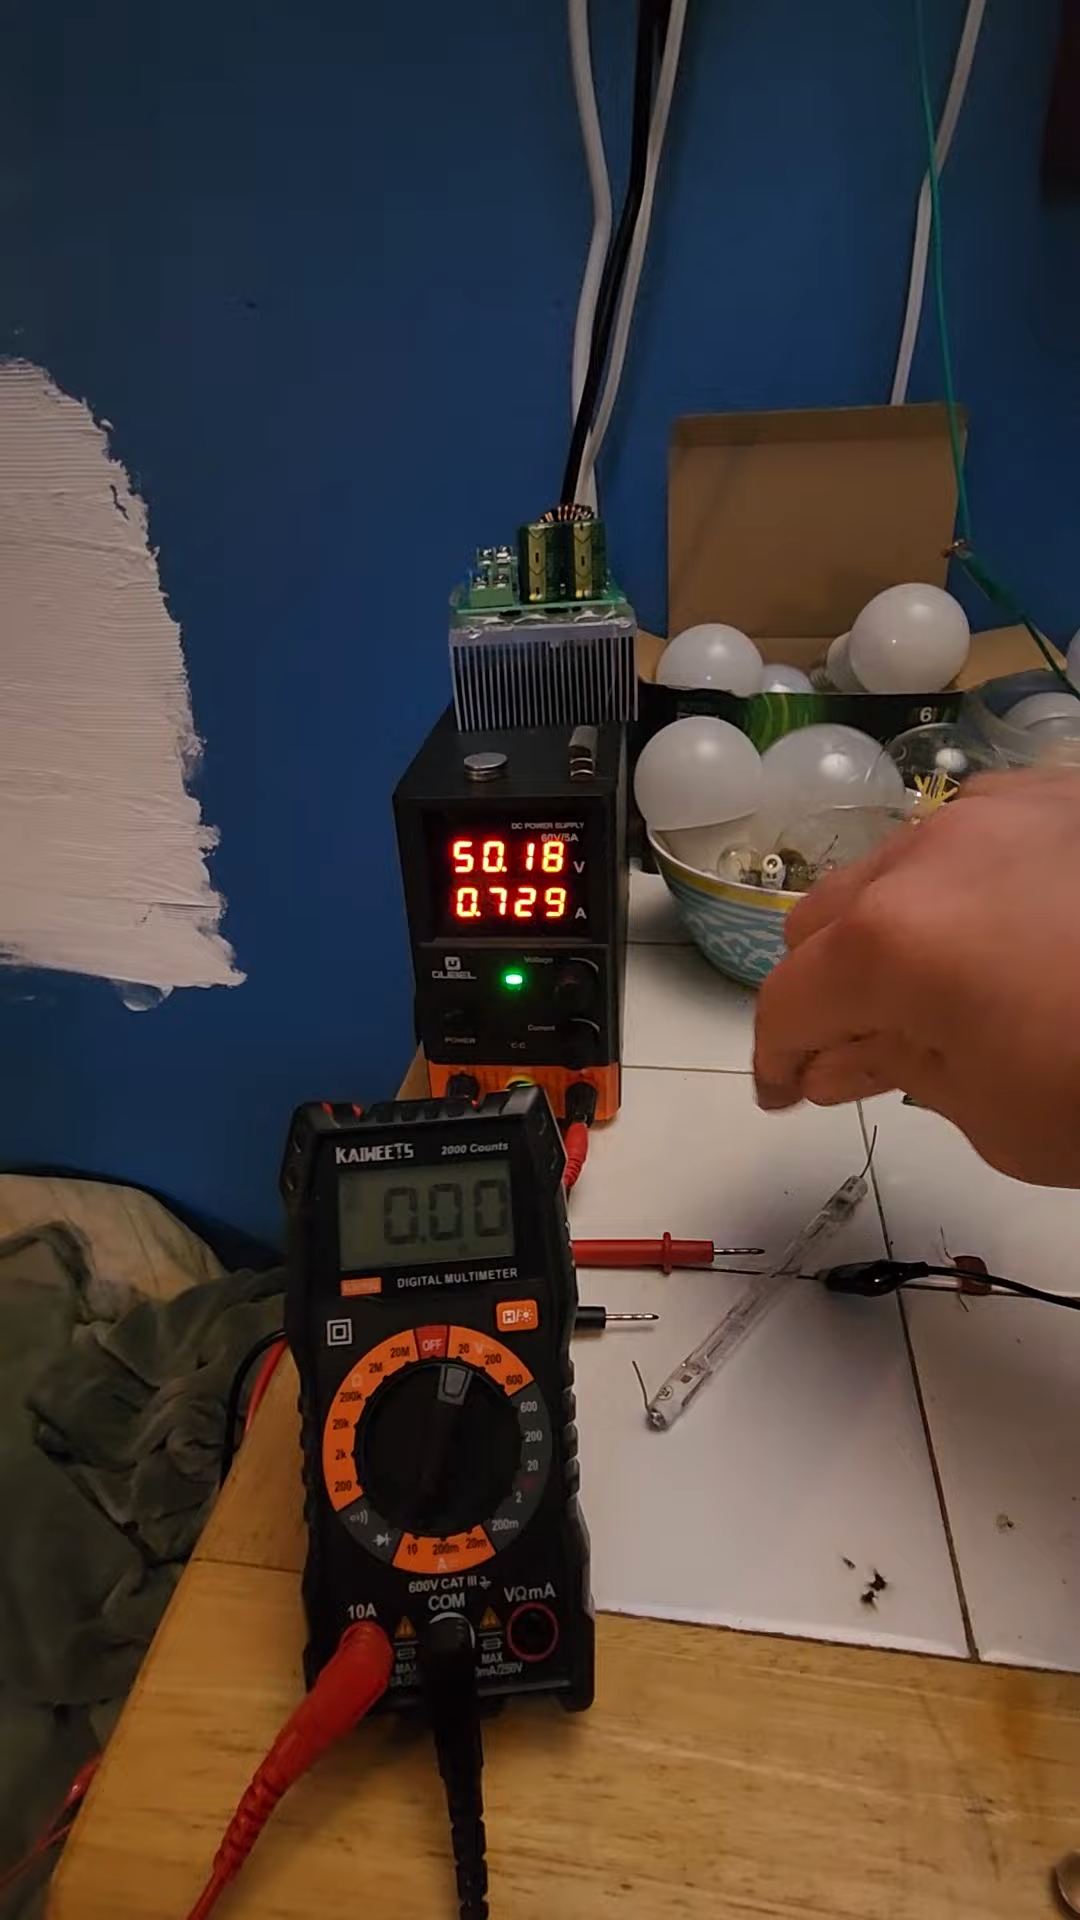 6
DC POWER SUPPLY
60V/5A
50.18 V
0.729 A
Voltage
Current
POWER
C.C
KAIWEETS 2000 Counts
0.00
DIGITAL MULTIMETER
OFF
20 V
200
600
600
200
20
2
200m
20m
200m
10
A
200
2k
20k
200k
2M
20M
Ω
600V CAT III
10A
COM
VΩmA
MAX
MAX